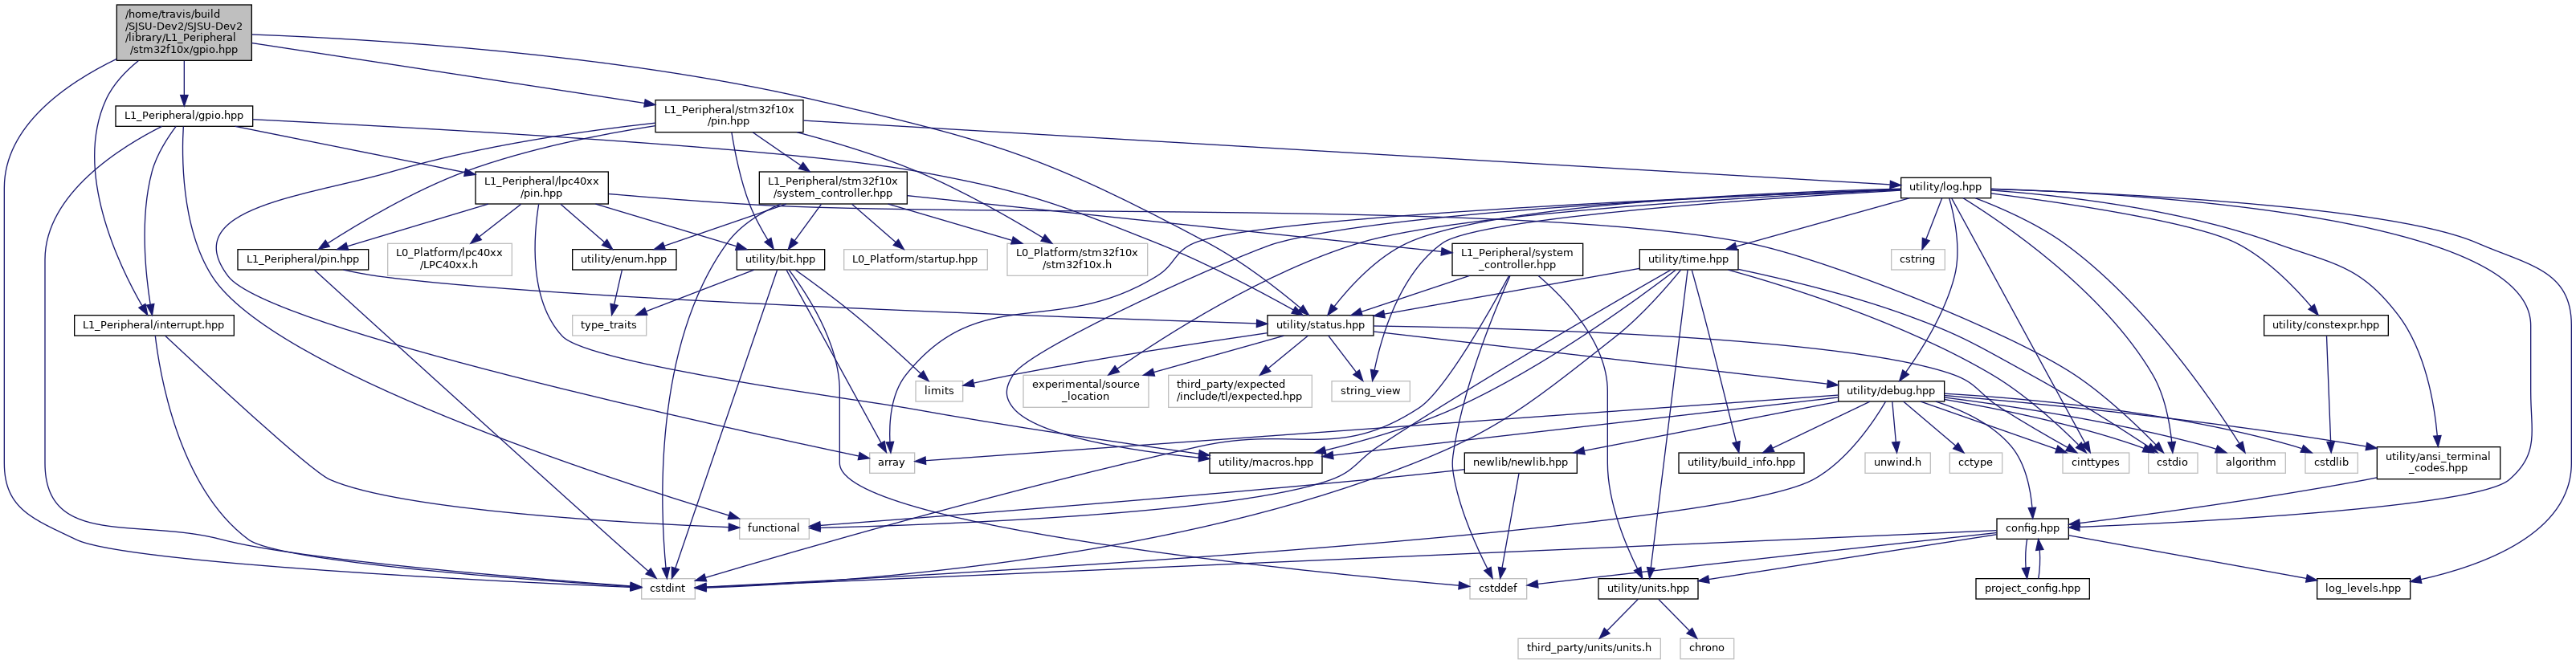 /home/travis/build
/SJSU-Dev2/SJSU-Dev2
/library/L1_Peripheral
/stm32f10x/gpio.hpp
L1_Peripheral/gpio.hpp
L1_Peripheral/stm32f10x
/pin.hpp
L1_Peripheral/lpc40xx
/pin.hpp
L1_Peripheral/stm32f10x
/system_controller.hpp
utility/log.hpp
L1_Peripheral/pin.hpp
L0_Platform/lpc40xx
/LPC40xx.h
utility/enum.hpp
utility/bit.hpp
L0_Platform/startup.hpp
L0_Platform/stm32f10x
/stm32f10x.h
L1_Peripheral/system
_controller.hpp
utility/time.hpp
cstring
L1_Peripheral/interrupt.hpp
type_traits
utility/status.hpp
utility/constexpr.hpp
limits
experimental/source
_location
third_party/expected
/include/tl/expected.hpp
string_view
utility/debug.hpp
array
utility/macros.hpp
newlib/newlib.hpp
utility/build_info.hpp
unwind.h
cctype
cinttypes
cstdio
algorithm
cstdlib
utility/ansi_terminal
_codes.hpp
functional
config.hpp
cstdint
cstddef
utility/units.hpp
project_config.hpp
log_levels.hpp
third_party/units/units.h
chrono